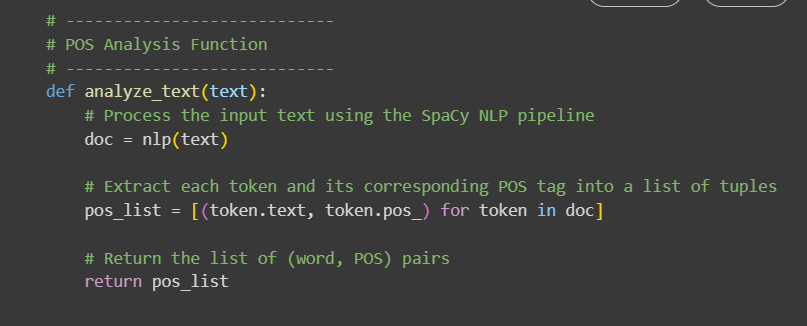 # ----------------------------
# POS Analysis Function
# ----------------------------
def analyze_text(text):
    # Process the input text using the SpaCy NLP pipeline
    doc = nlp(text)

    # Extract each token and its corresponding POS tag into a list of tuples
    pos_list = [(token.text, token.pos_) for token in doc]

    # Return the list of (word, POS) pairs
    return pos_list